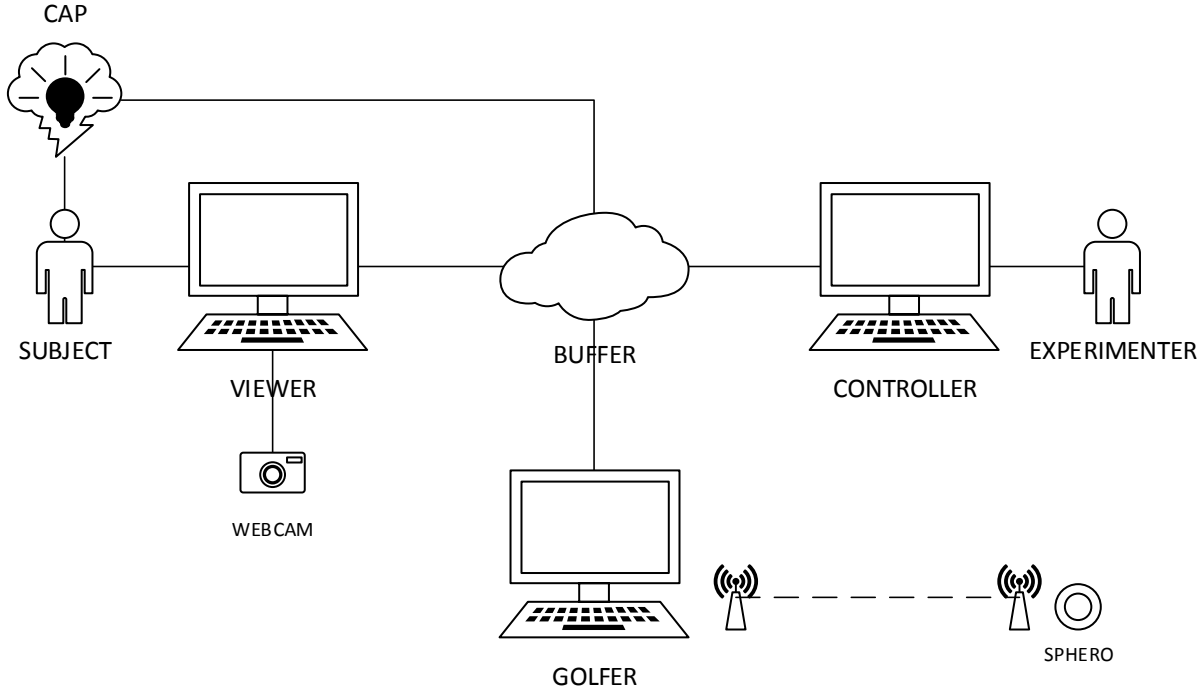 CAP
SUBJECT
VIEWER
BUFFER
CONTROLLER
EXPERIMENTER
WEBCAM
GOLFER
SPHERO